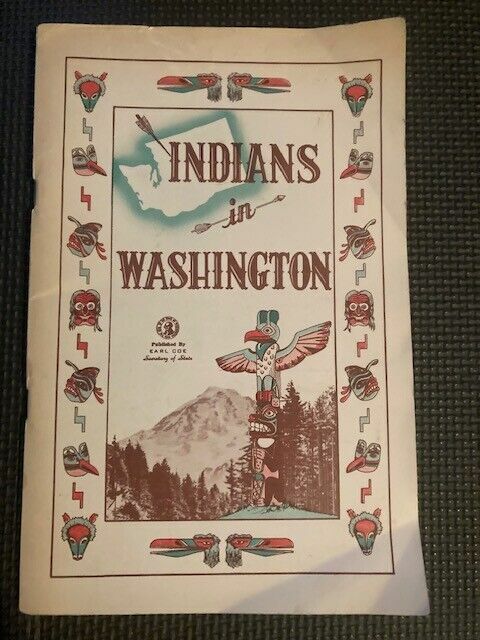 INDIANS
in
WASHINGTON
Published By
EARL COE
Secretary of State